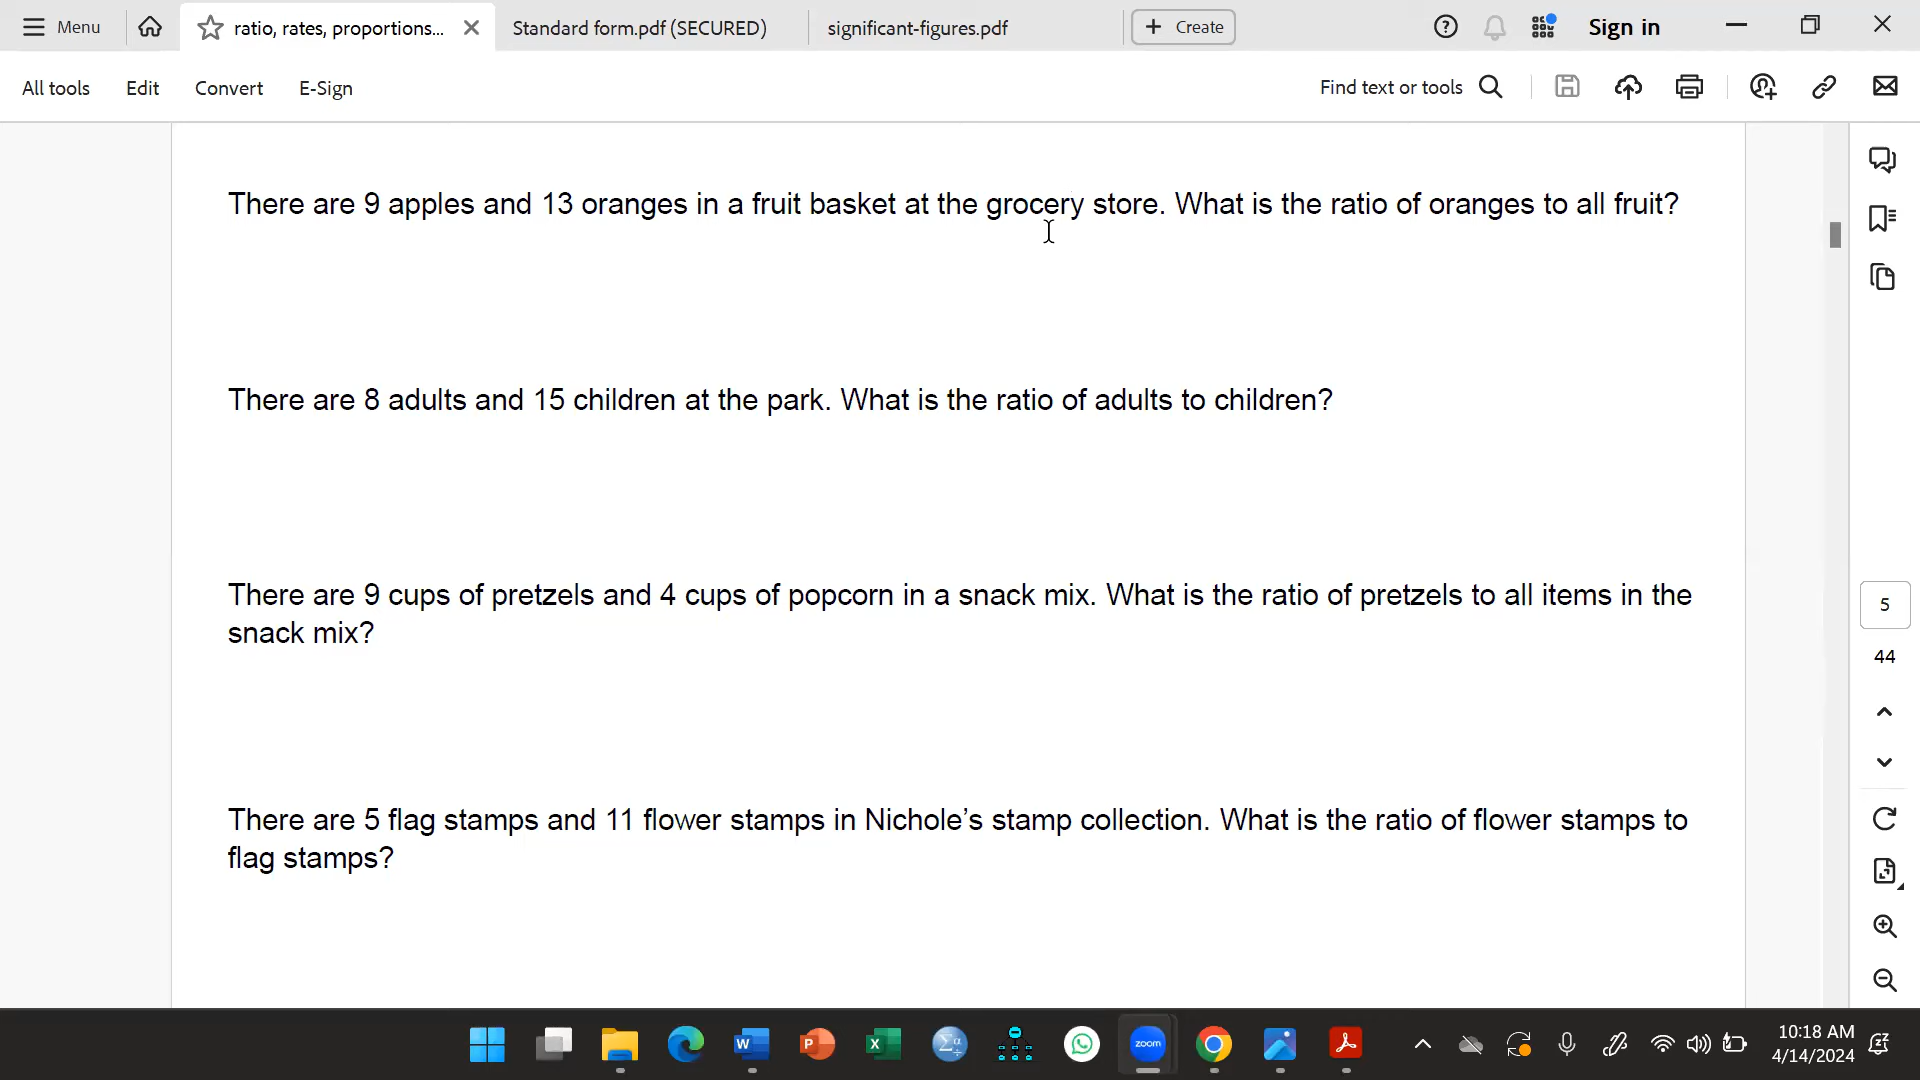 Menu
ratio, rates, proportions...
Standard form.pdf (SECURED)
significant-figures.pdf
+ Create
Sign in
All tools
Edit
Convert
E-Sign
Find text or tools
There are 9 apples and 13 oranges in a fruit basket at the grocery store. What is the ratio of oranges to all fruit?
There are 8 adults and 15 children at the park. What is the ratio of adults to children?
There are 9 cups of pretzels and 4 cups of popcorn in a snack mix. What is the ratio of pretzels to all items in the
snack mix?
There are 5 flag stamps and 11 flower stamps in Nichole’s stamp collection. What is the ratio of flower stamps to
flag stamps?
5
44
W
P
X
Σα
zoom
10:18 AM
4/14/2024